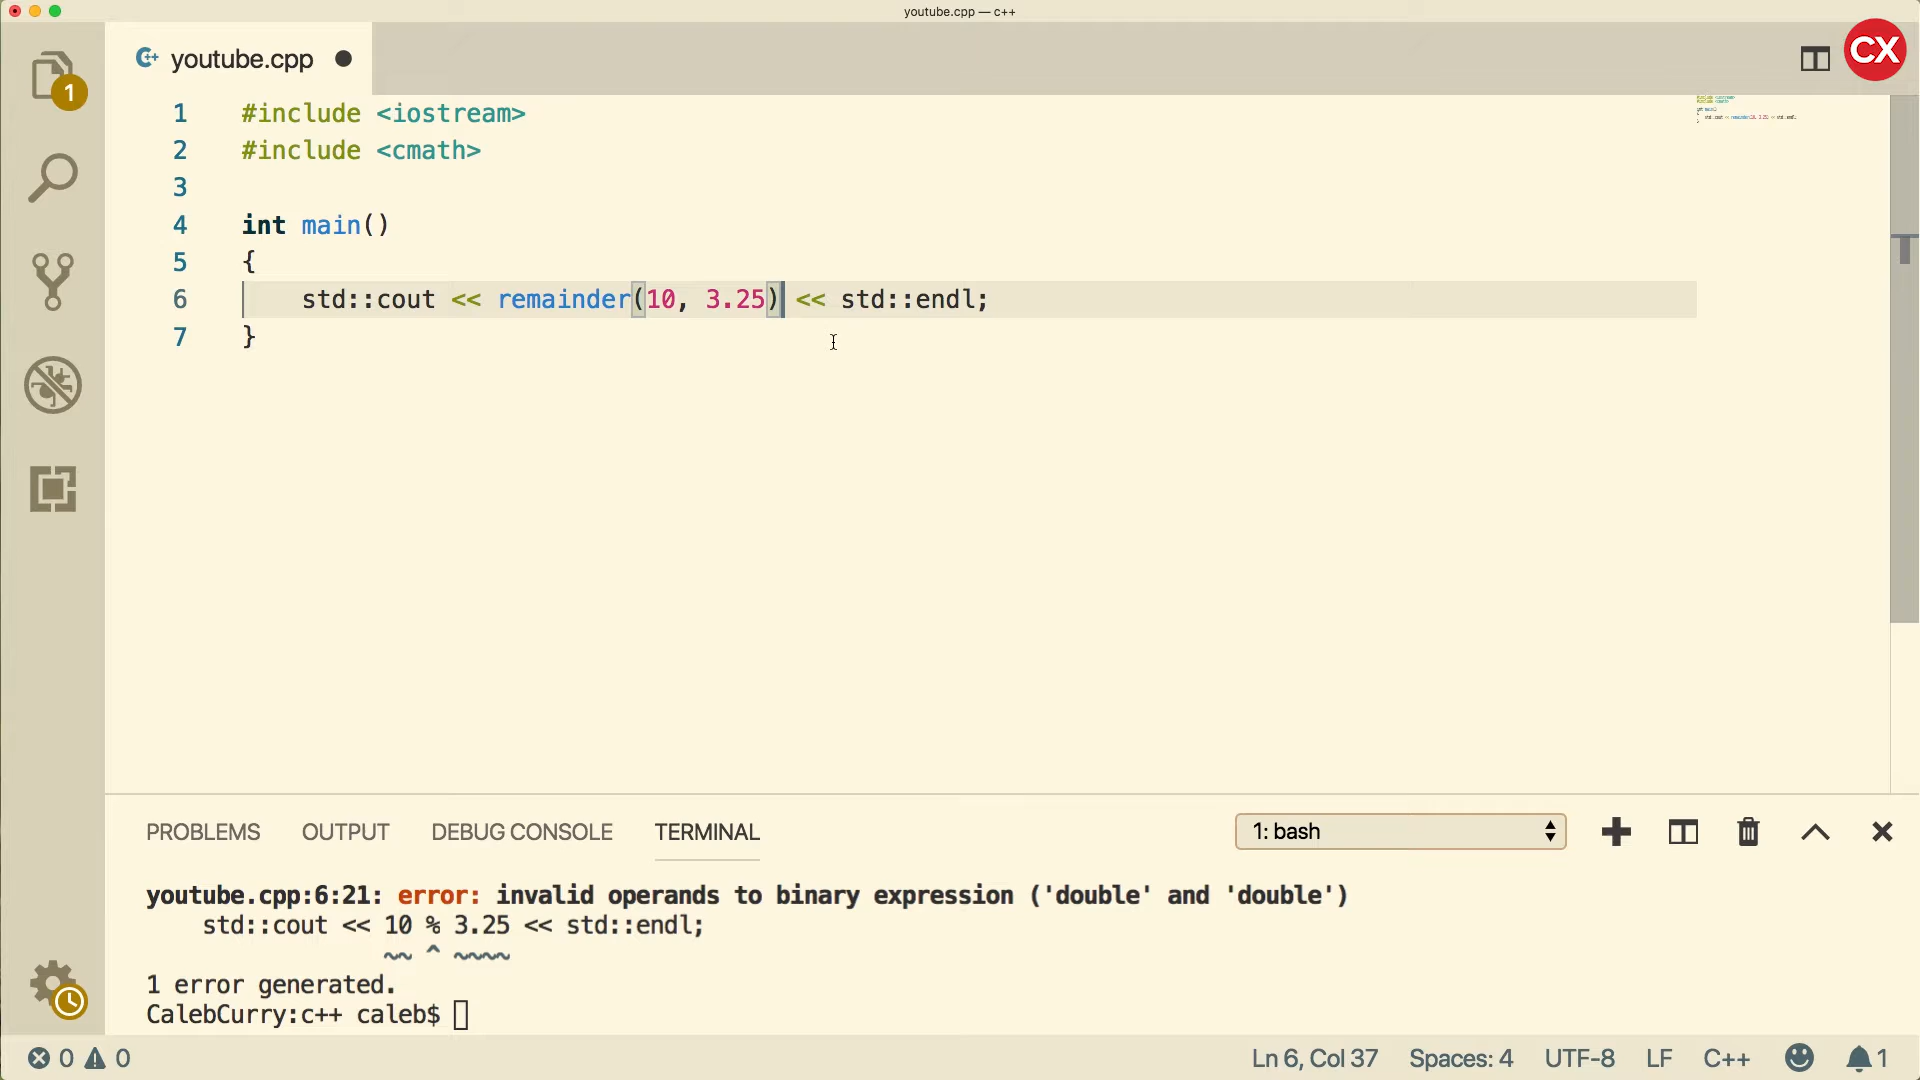 youtube.cpp — c++
youtube.cpp
CX
1
1 #include <iostream>
2 #include <cmath>
3
4 int main()
5 {
6     std::cout << remainder(10, 3.25) << std::endl;
7 }
PROBLEMS OUTPUT DEBUG CONSOLE TERMINAL 1: bash
youtube.cpp:6:21: error: invalid operands to binary expression ('double' and 'double')
    std::cout << 10 % 3.25 << std::endl;
                 ~~ ^ ~~~~
1 error generated.
CalebCurry:c++ caleb$
0 0 Ln 6, Col 37 Spaces: 4 UTF-8 LF C++ 1